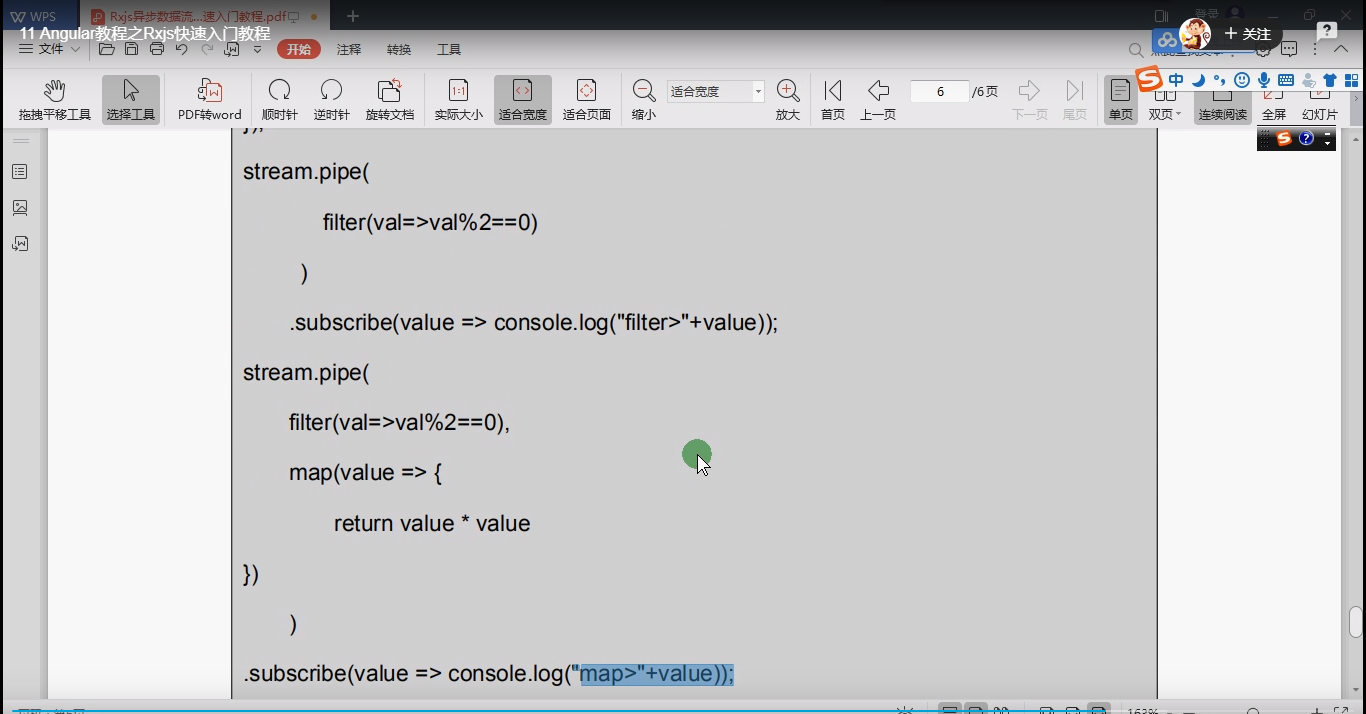 WPS
Rxjs异步数据流...速入门教程.pdf
登录
11 Angular教程之Rxjs快速入门教程
关注
文件
开始
注释
转换
工具
拖拽平移工具
选择工具
PDF转word
顺时针
逆时针
旋转文档
实际大小
适合宽度
适合页面
缩小
适合宽度
放大
首页
上一页
6
/6页
下一页
尾页
单页
双页
连续阅读
全屏
幻灯片
中
});
stream.pipe(
filter(val=>val%2==0)
)
.subscribe(value => console.log("filter>"+value));
stream.pipe(
filter(val=>val%2==0),
map(value => {
return value * value
})
)
.subscribe(value => console.log("map>"+value));
163%